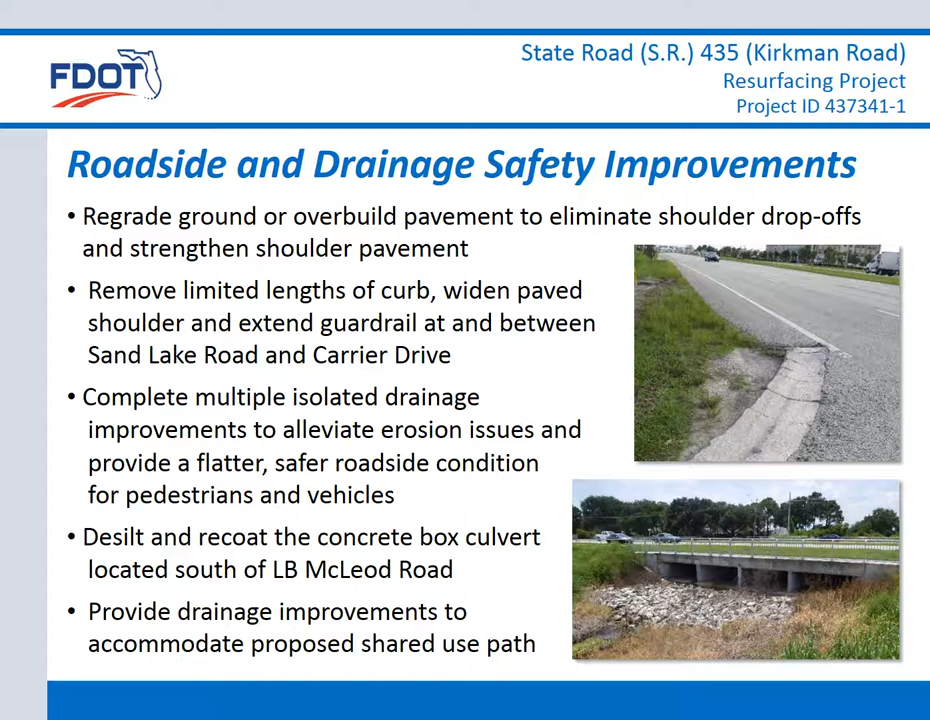 FDOT
State Road (S.R.) 435 (Kirkman Road)
Resurfacing Project
Project ID 437341-1
Roadside and Drainage Safety Improvements
• Regrade ground or overbuild pavement to eliminate shoulder drop-offs
and strengthen shoulder pavement
• Remove limited lengths of curb, widen paved
shoulder and extend guardrail at and between
Sand Lake Road and Carrier Drive
• Complete multiple isolated drainage
improvements to alleviate erosion issues and
provide a flatter, safer roadside condition
for pedestrians and vehicles
• Desilt and recoat the concrete box culvert
located south of LB McLeod Road
• Provide drainage improvements to
accommodate proposed shared use path